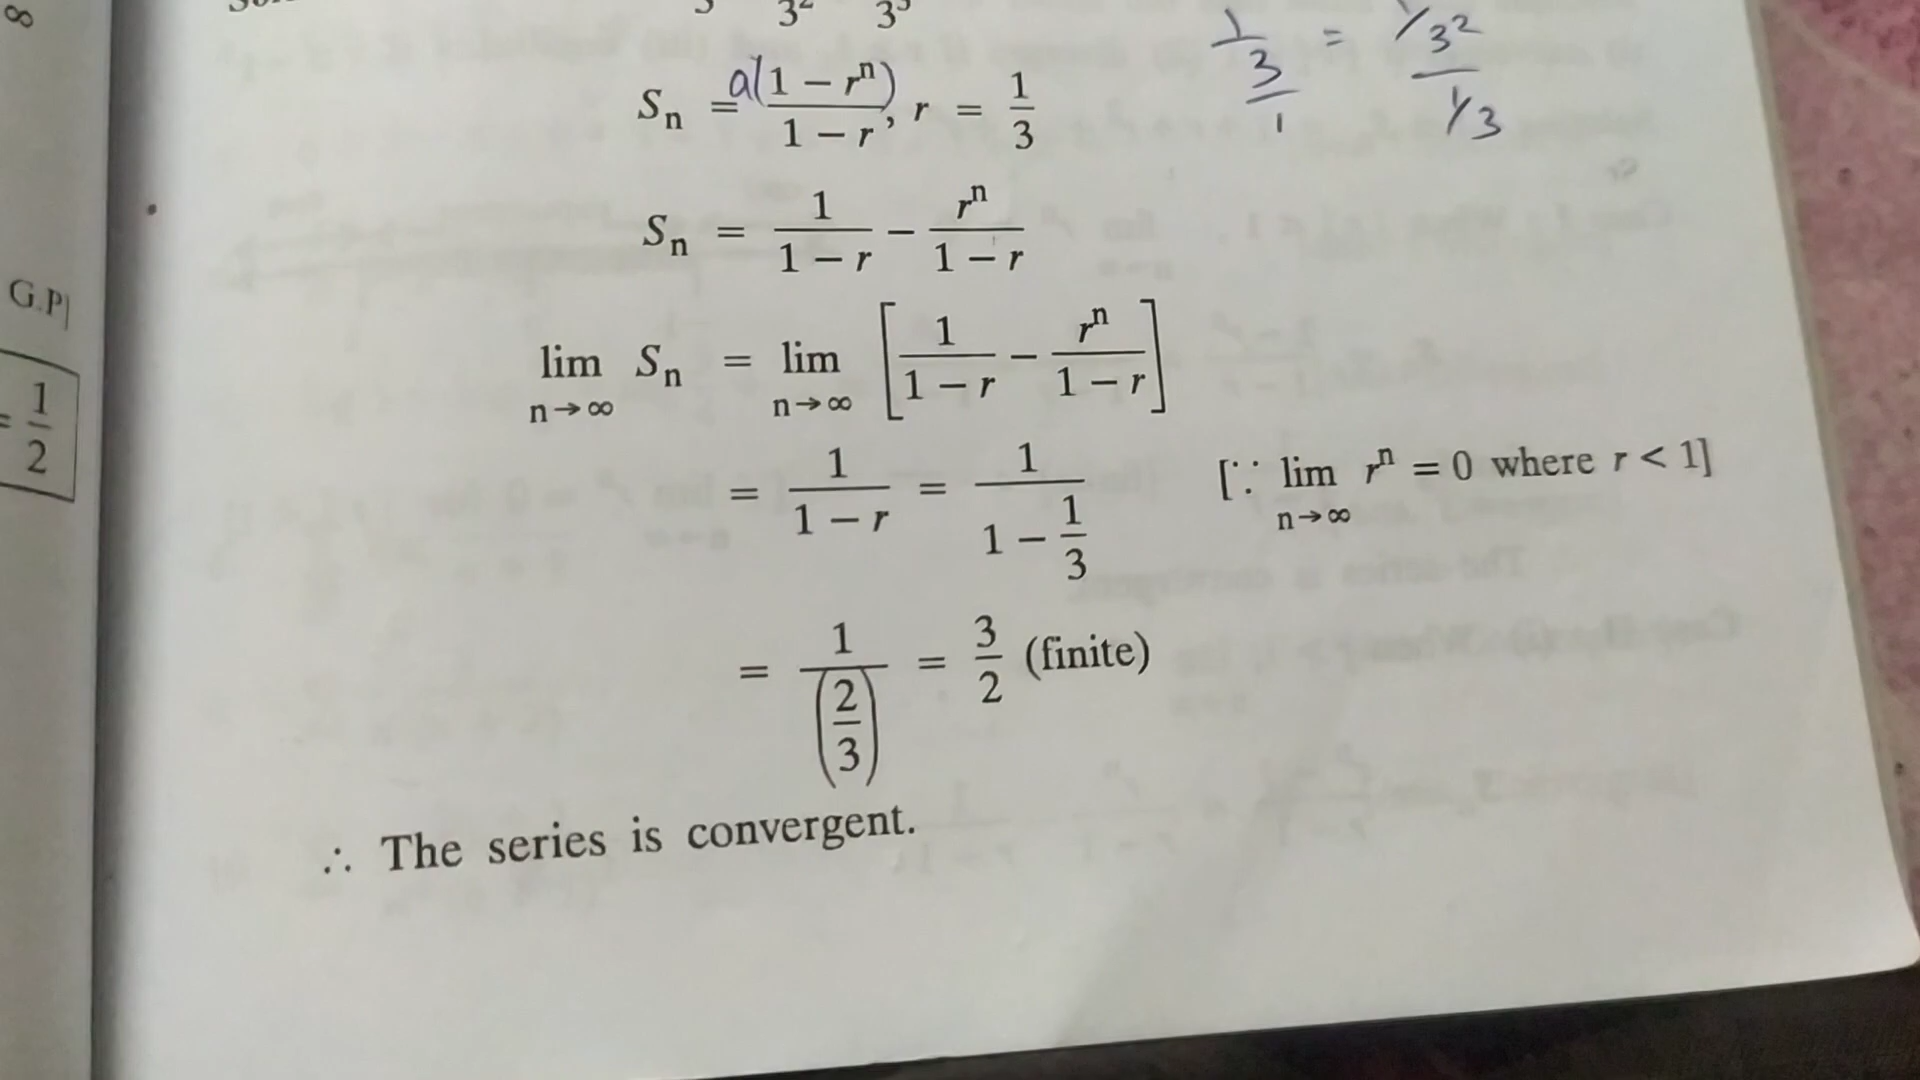 ∞
3 3² 3³
1/3 / 1 = 1/3² / 1/3
Sₙ = a(1 − rⁿ) / 1 − r , r = 1/3
Sₙ = 1 / 1 − r − rⁿ / 1 − r
G.P
lim n→∞ Sₙ = lim n→∞ [ 1 / 1 − r − rⁿ / 1 − r ]
= 1/2
= 1 / 1 − r = 1 / 1 − 1/3 [∵ lim n→∞ rⁿ = 0 where r < 1]
= 1 / (2/3) = 3/2 (finite)
∴ The series is convergent.